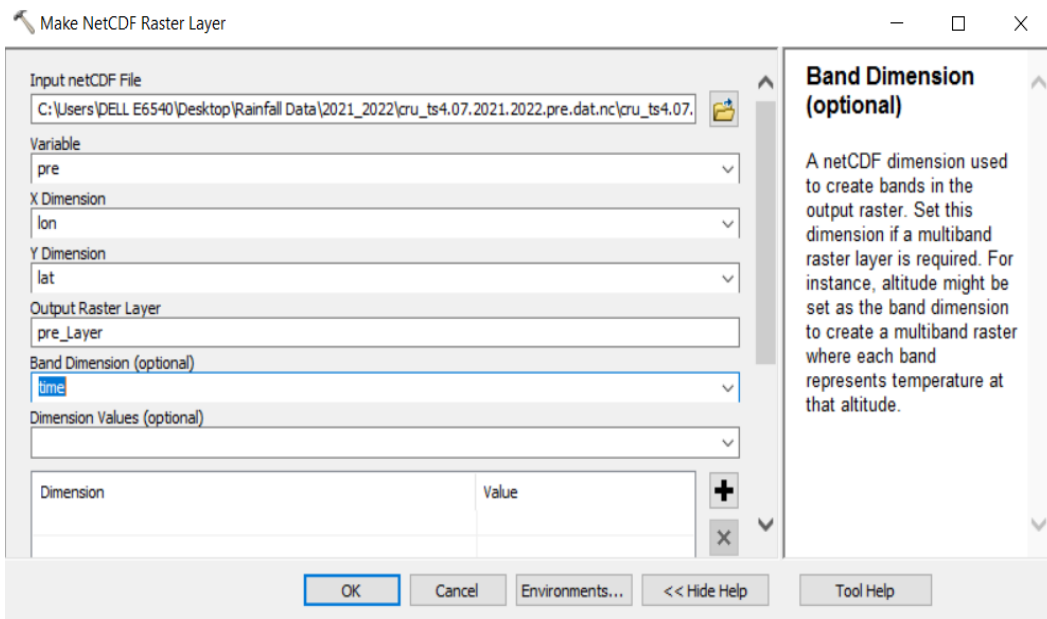 Make NetCDF Raster Layer
Input netCDF File
C:\Users\DELL E6540\Desktop\Rainfall Data\2021_2022\cru_ts4.07.2021.2022.pre.dat.nc\cru_ts4.07.
Variable
pre
X Dimension
lon
Y Dimension
lat
Output Raster Layer
pre_Layer
Band Dimension (optional)
time
Dimension Values (optional)
Dimension Value
OK Cancel Environments... << Hide Help Tool Help
Band Dimension
(optional)
A netCDF dimension used
to create bands in the
output raster. Set this
dimension if a multiband
raster layer is required. For
instance, altitude might be
set as the band dimension
to create a multiband raster
where each band
represents temperature at
that altitude.